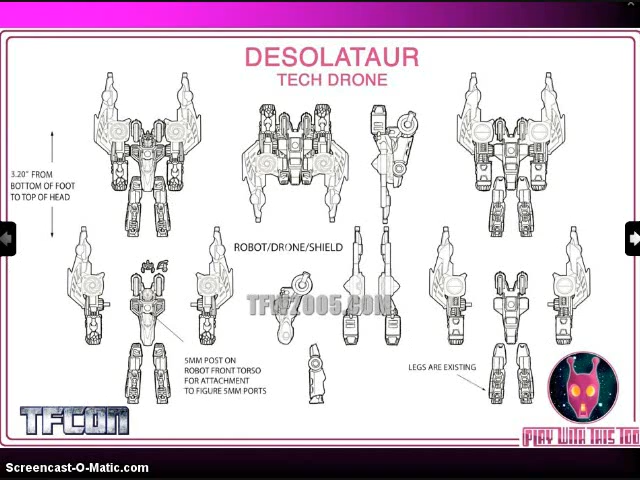 DESOLATAUR
TECH DRONE
3.20" FROM
BOTTOM OF FOOT
TO TOP OF HEAD
ROBOT/DRONE/SHIELD
TFW2005.COM
5MM POST ON
ROBOT FRONT TORSO
FOR ATTACHMENT
TO FIGURE 5MM PORTS
LEGS ARE EXISTING
TFCON
PLAY WITH THIS TOO
Screencast-O-Matic.com